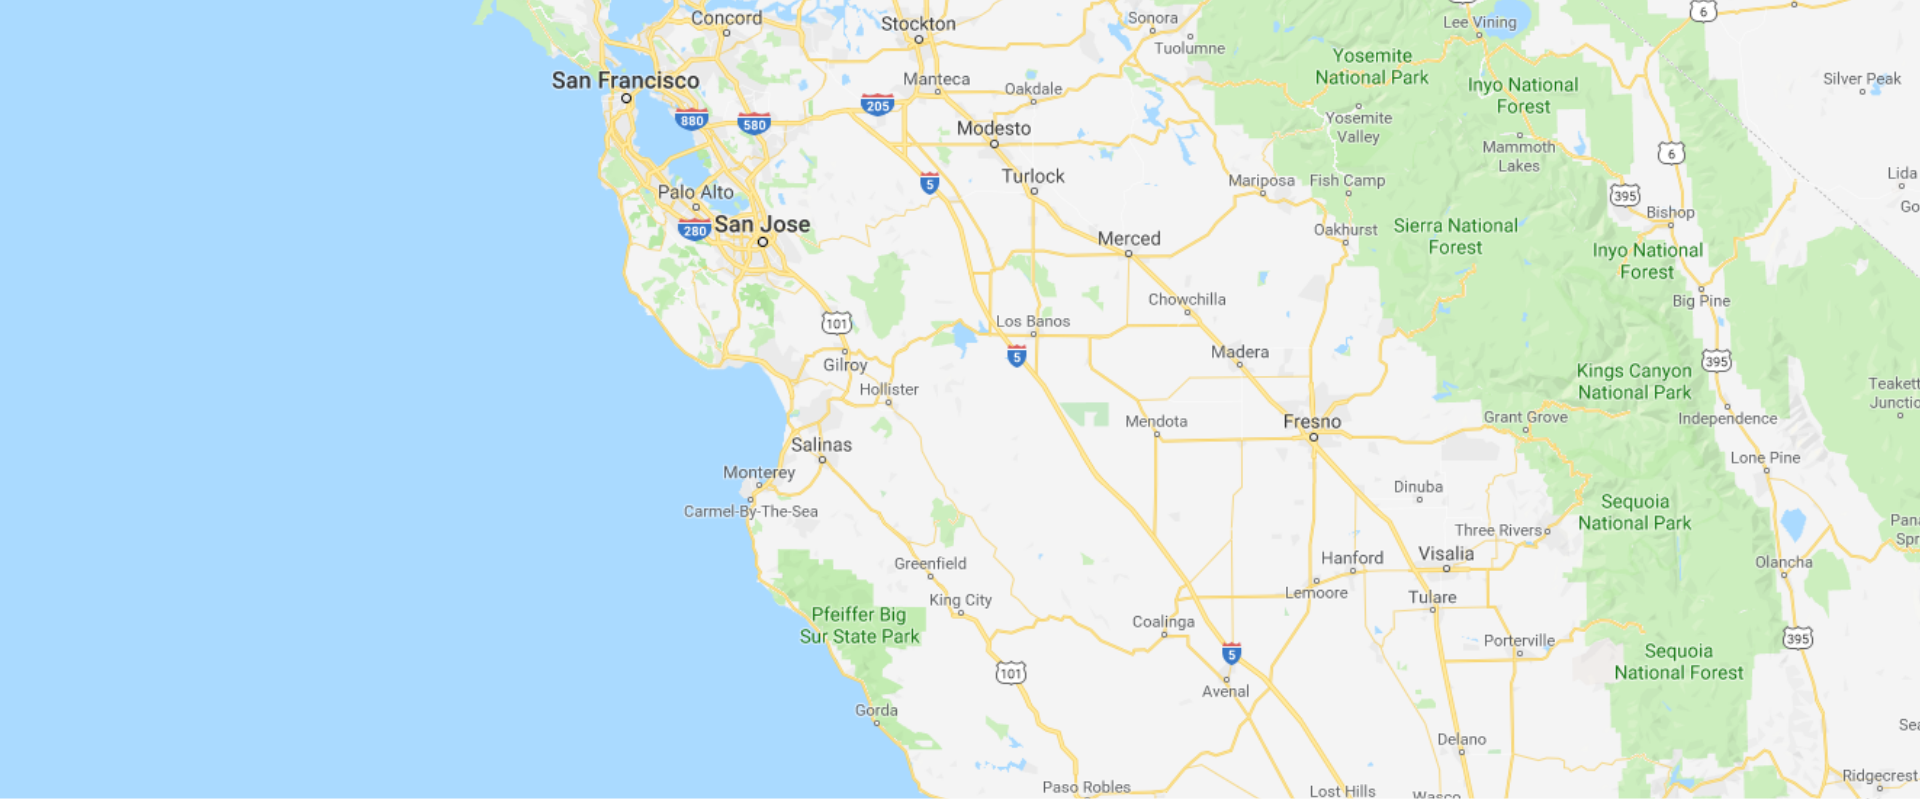 Concord
Stockton
Sonora
Lee Vining
6
Tuolumne
San Francisco
Manteca
Oakdale
Yosemite
National Park
Inyo National
Forest
Silver Peak
880
580
205
Modesto
Yosemite
Valley
Mammoth
Lakes
6
5
Turlock
Mariposa
Fish Camp
395
Lida
Palo Alto
280
San Jose
Merced
Oakhurst
Sierra National
Forest
Bishop
Go
Inyo National
Forest
Chowchilla
Big Pine
101
Los Banos
5
Madera
395
Gilroy
Hollister
Kings Canyon
National Park
Teakett
Junctio
Mendota
Fresno
Grant Grove
Independence
Salinas
Monterey
Lone Pine
Carmel-By-The-Sea
Dinuba
Sequoia
National Park
Three Rivers
Pana
Spr
Greenfield
Hanford
Visalia
Olancha
King City
Lemoore
Tulare
Pfeiffer Big
Sur State Park
Coalinga
Porterville
395
5
Sequoia
National Forest
101
Avenal
Gorda
Delano
Sea
Paso Robles
Lost Hills
Wasco
Ridgecrest